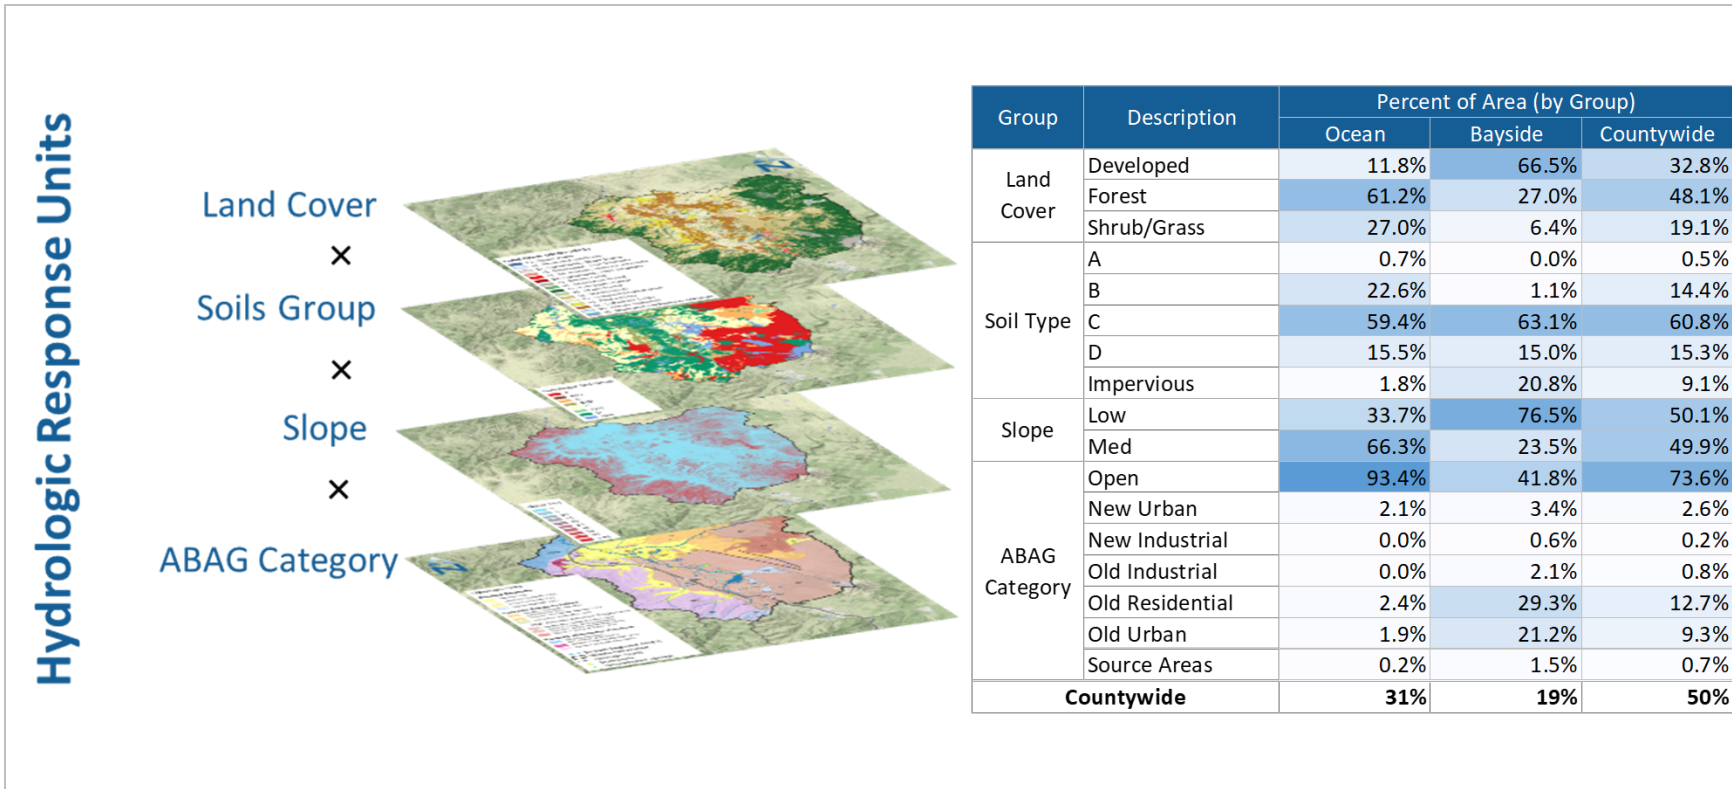 Hydrologic Response Units
Land Cover
×
Soils Group
×
Slope
×
ABAG Category
Z
Z
Group Description Percent of Area (by Group)
Ocean Bayside Countywide
Land Cover
Developed 11.8% 66.5% 32.8%
Forest 61.2% 27.0% 48.1%
Shrub/Grass 27.0% 6.4% 19.1%
Soil Type
A 0.7% 0.0% 0.5%
B 22.6% 1.1% 14.4%
C 59.4% 63.1% 60.8%
D 15.5% 15.0% 15.3%
Impervious 1.8% 20.8% 9.1%
Slope
Low 33.7% 76.5% 50.1%
Med 66.3% 23.5% 49.9%
ABAG Category
Open 93.4% 41.8% 73.6%
New Urban 2.1% 3.4% 2.6%
New Industrial 0.0% 0.6% 0.2%
Old Industrial 0.0% 2.1% 0.8%
Old Residential 2.4% 29.3% 12.7%
Old Urban 1.9% 21.2% 9.3%
Source Areas 0.2% 1.5% 0.7%
Countywide 31% 19% 50%